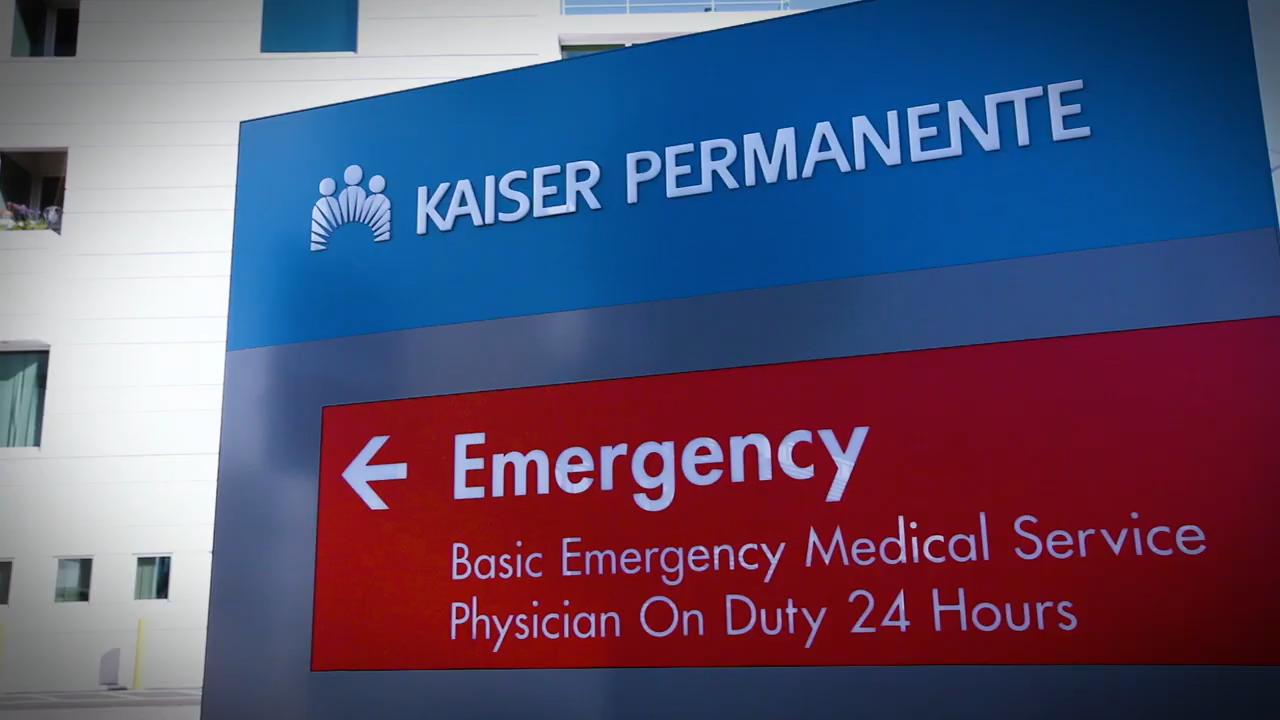 KAISER PERMANENTE
Emergency
Basic Emergency Medical Service
Physician On Duty 24 Hours